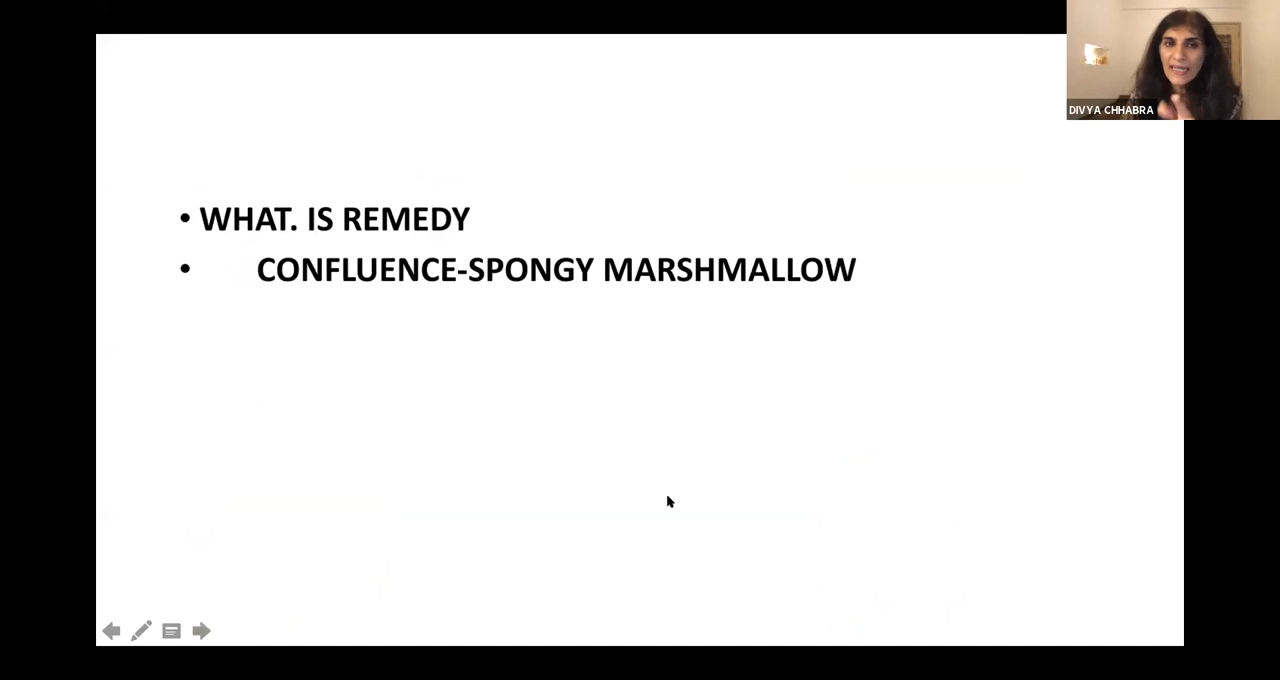 DIVYA CHHABRA
• WHAT. IS REMEDY
• CONFLUENCE-SPONGY MARSHMALLOW